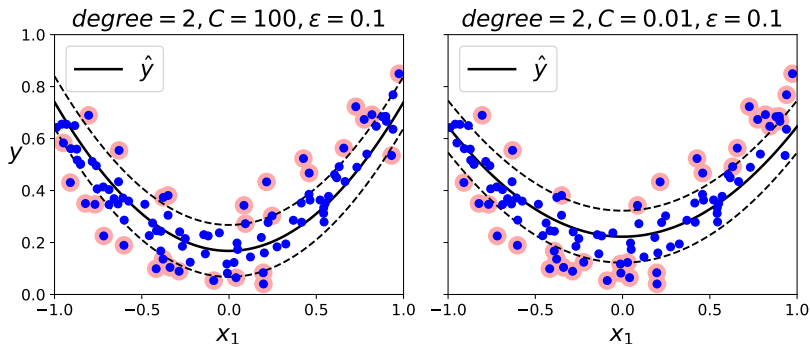 degree = 2, C = 100, ε = 0.1
ŷ
y
1.0
0.8
0.6
0.4
0.2
0.0
−1.0 −0.5 0.0 0.5 1.0
x₁
degree = 2, C = 0.01, ε = 0.1
ŷ
−1.0 −0.5 0.0 0.5 1.0
x₁